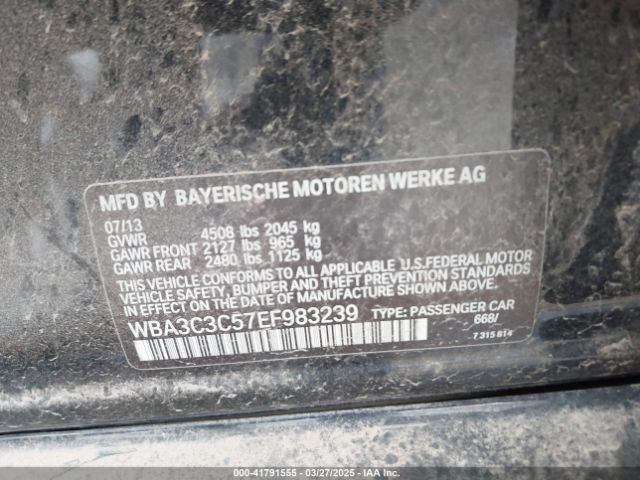 MFD BY BAYERISCHE MOTOREN WERKE AG
07/13
GVWR 4508 lbs 2045 kg
GAWR FRONT 2127 lbs 965 kg
GAWR REAR 2480 lbs 1125 kg
THIS VEHICLE CONFORMS TO ALL APPLICABLE U.S.FEDERAL MOTOR
VEHICLE SAFETY, BUMPER, AND THEFT PREVENTION STANDARDS
IN EFFECT ON THE DATE OF MANUFACTURE SHOWN ABOVE.
WBA3C3C57EF983239 TYPE: PASSENGER CAR
668/
7 315 814
000-41791555 - 03/27/2025 - IAA Inc.